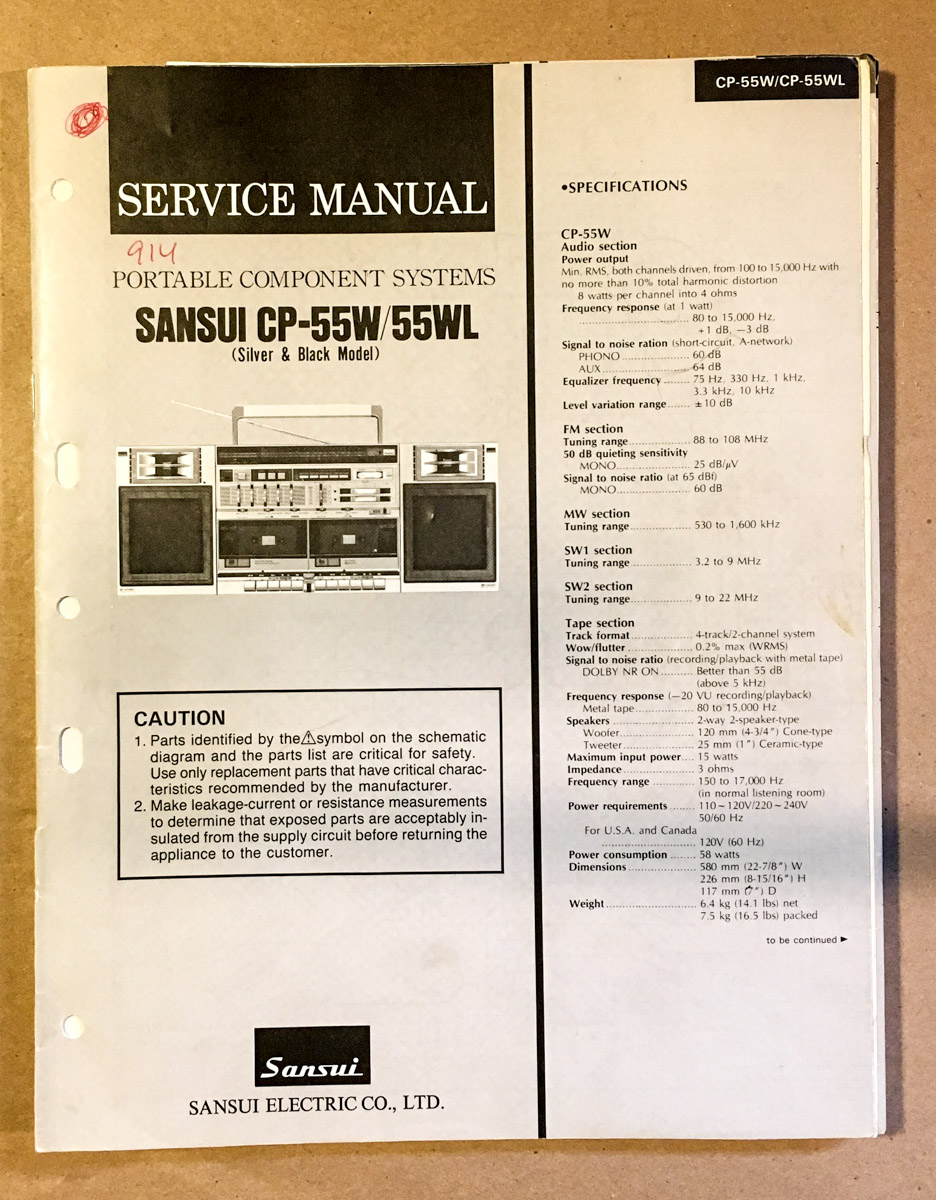 SERVICE MANUAL
914
PORTABLE COMPONENT SYSTEMS
SANSUI CP-55W/55WL
(Silver & Black Model)
CAUTION
1. Parts identified by the ⚠ symbol on the schematic
diagram and the parts list are critical for safety.
Use only replacement parts that have critical charac-
teristics recommended by the manufacturer.
2. Make leakage-current or resistance measurements
to determine that exposed parts are acceptably in-
sulated from the supply circuit before returning the
appliance to the customer.
Sansui
SANSUI ELECTRIC CO., LTD.
CP-55W/CP-55WL
•SPECIFICATIONS
CP-55W
Audio section
Power output
Min. RMS, both channels driven, from 100 to 15,000 Hz with
no more than 10% total harmonic distortion
8 watts per channel into 4 ohms
Frequency response (at 1 watt)
.......................... 80 to 15,000 Hz,
+1 dB, −3 dB
Signal to noise ration (short-circuit, A-network)
PHONO...................... 60 dB
AUX...................... 64 dB
Equalizer frequency ........ 75 Hz, 330 Hz, 1 kHz,
3.3 kHz, 10 kHz
Level variation range....... ±10 dB
FM section
Tuning range................ 88 to 108 MHz
50 dB quieting sensitivity
MONO.................... 25 dB/μV
Signal to noise ratio (at 65 dBf)
MONO.................... 60 dB
MW section
Tuning range................. 530 to 1,600 kHz
SW1 section
Tuning range................. 3.2 to 9 MHz
SW2 section
Tuning range................. 9 to 22 MHz
Tape section
Track format................. 4-track/2-channel system
Wow/flutter ................. 0.2% max (WRMS)
Signal to noise ratio (recording/playback with metal tape)
DOLBY NR ON ......... Better than 55 dB
(above 5 kHz)
Frequency response (−20 VU recording/playback)
Metal tape............... 80 to 15,000 Hz
Speakers ...................... 2-way 2-speaker-type
Woofer.................... 120 mm (4-3/4″) Cone-type
Tweeter................... 25 mm (1″) Ceramic-type
Maximum input power.... 15 watts
Impedance.................... 3 ohms
Frequency range ............ 150 to 17,000 Hz
(in normal listening room)
Power requirements ........ 110~120V/220~240V
50/60 Hz
For U.S.A. and Canada
.......................... 120V (60 Hz)
Power consumption ....... 58 watts
Dimensions................... 580 mm (22-7/8″) W
226 mm (8-15/16″) H
117 mm (7″) D
Weight.......................... 6.4 kg (14.1 lbs) net
7.5 kg (16.5 lbs) packed
to be continued ►